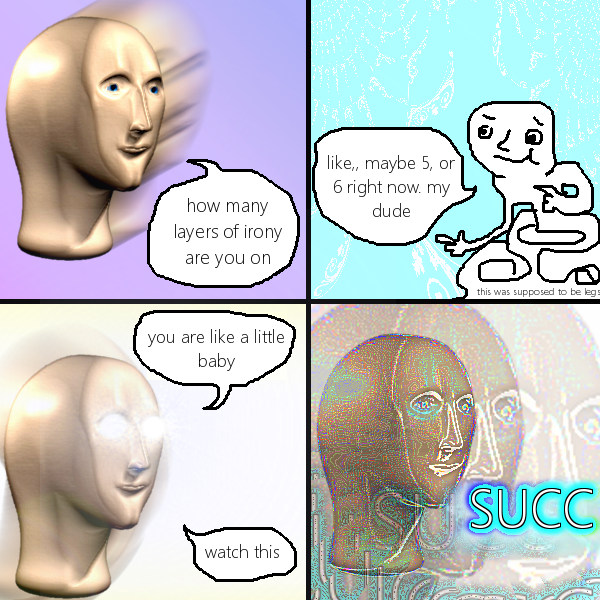 how many
layers of irony
are you on
like,, maybe 5, or
6 right now. my
dude
this was supposed to be legs
you are like a little
baby
watch this
SUCC